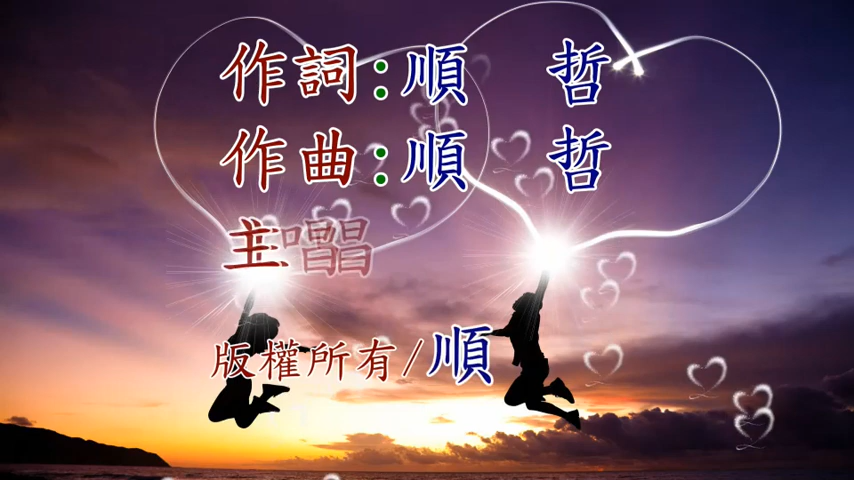 作詞:順 哲
作曲:順 哲
主唱
版權所有/順